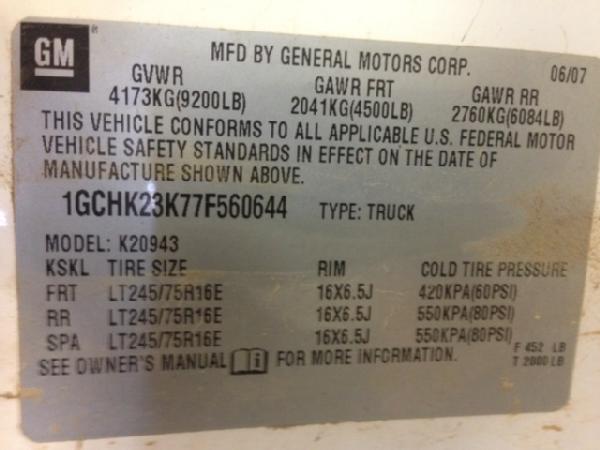 GM ®
MFD BY GENERAL MOTORS CORP. 06/07
GVWR GAWR FRT GAWR RR
4173KG(9200LB) 2041KG(4500LB) 2760KG(6084LB)
THIS VEHICLE CONFORMS TO ALL APPLICABLE U.S. FEDERAL MOTOR
VEHICLE SAFETY STANDARDS IN EFFECT ON THE DATE OF
MANUFACTURE SHOWN ABOVE.
1GCHK23K77F560644 TYPE: TRUCK
MODEL: K20943
KSKL TIRE SIZE RIM COLD TIRE PRESSURE
FRT LT245/75R16E 16X6.5J 420KPA(60PSI)
RR LT245/75R16E 16X6.5J 550KPA(80PSI)
SPA LT245/75R16E 16X6.5J 550KPA(80PSI)
SEE OWNER'S MANUAL i FOR MORE INFORMATION.
F 452 LB
T 2000 LB